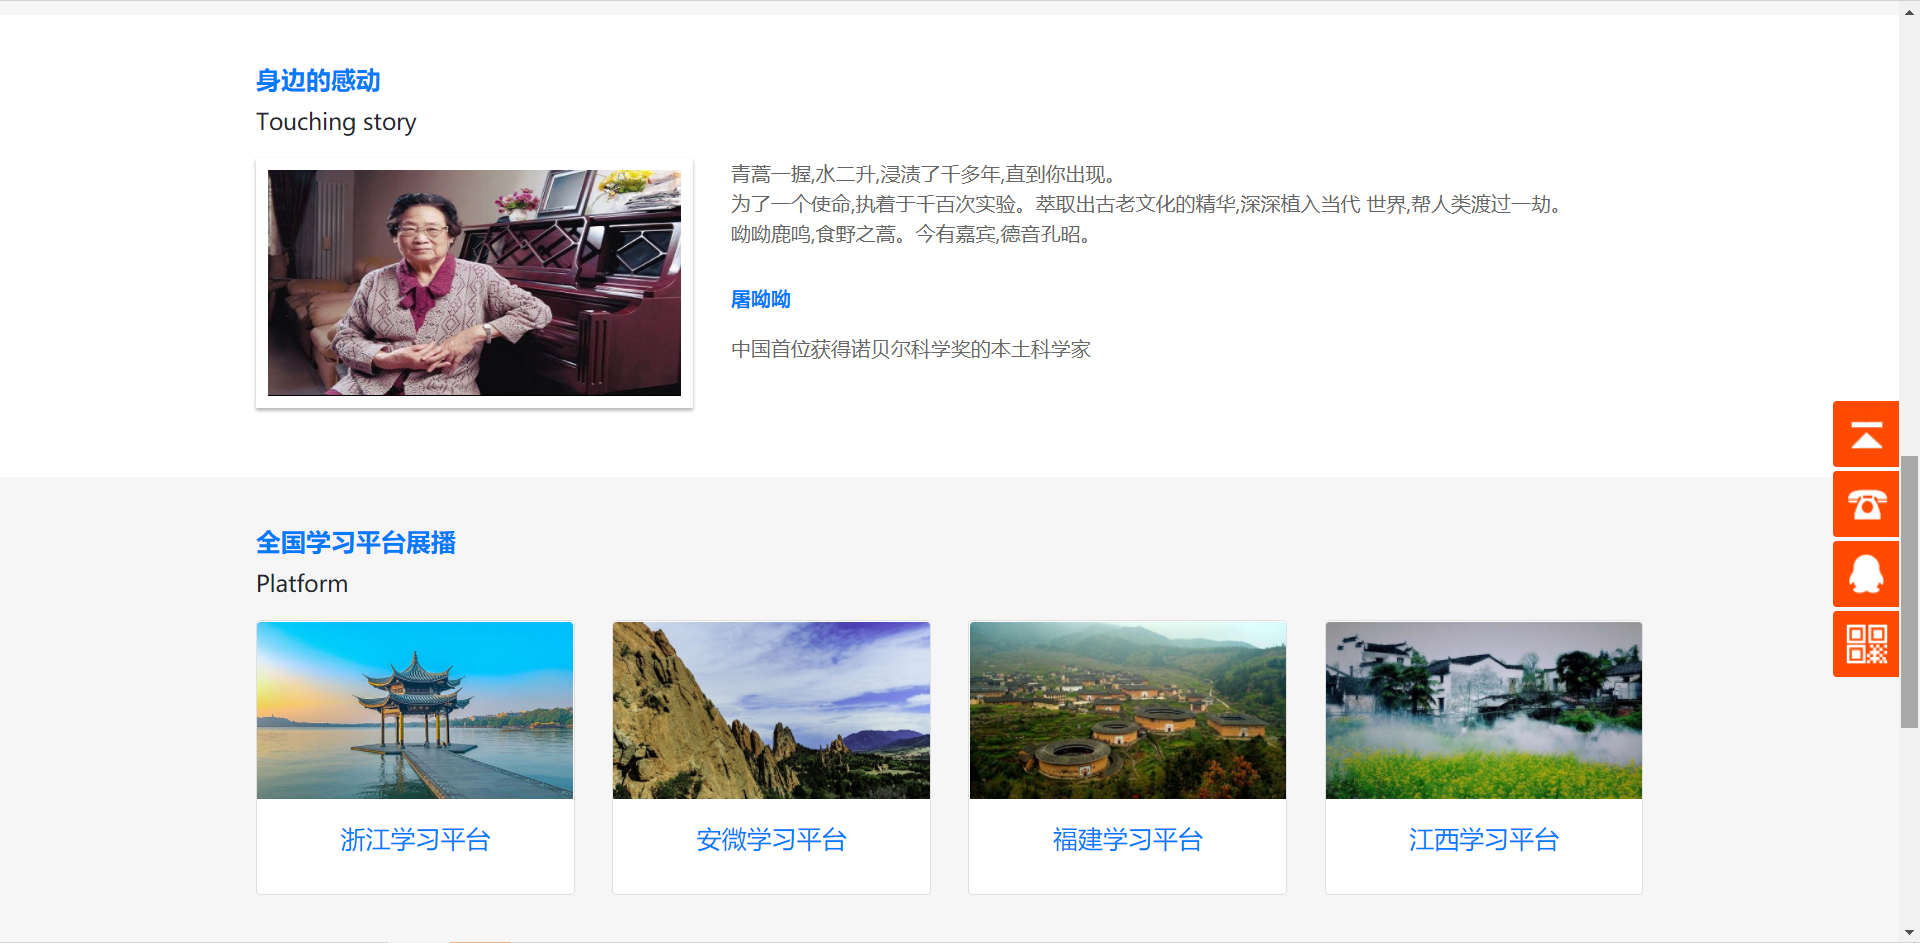 身边的感动
Touching story
青蒿一握,水二升,浸渍了千多年,直到你出现。
为了一个使命,执着于千百次实验。萃取出古老文化的精华,深深植入当代 世界,帮人类渡过一劫。
呦呦鹿鸣,食野之蒿。今有嘉宾,德音孔昭。
屠呦呦
中国首位获得诺贝尔科学奖的本土科学家
全国学习平台展播
Platform
浙江学习平台
安微学习平台
福建学习平台
江西学习平台